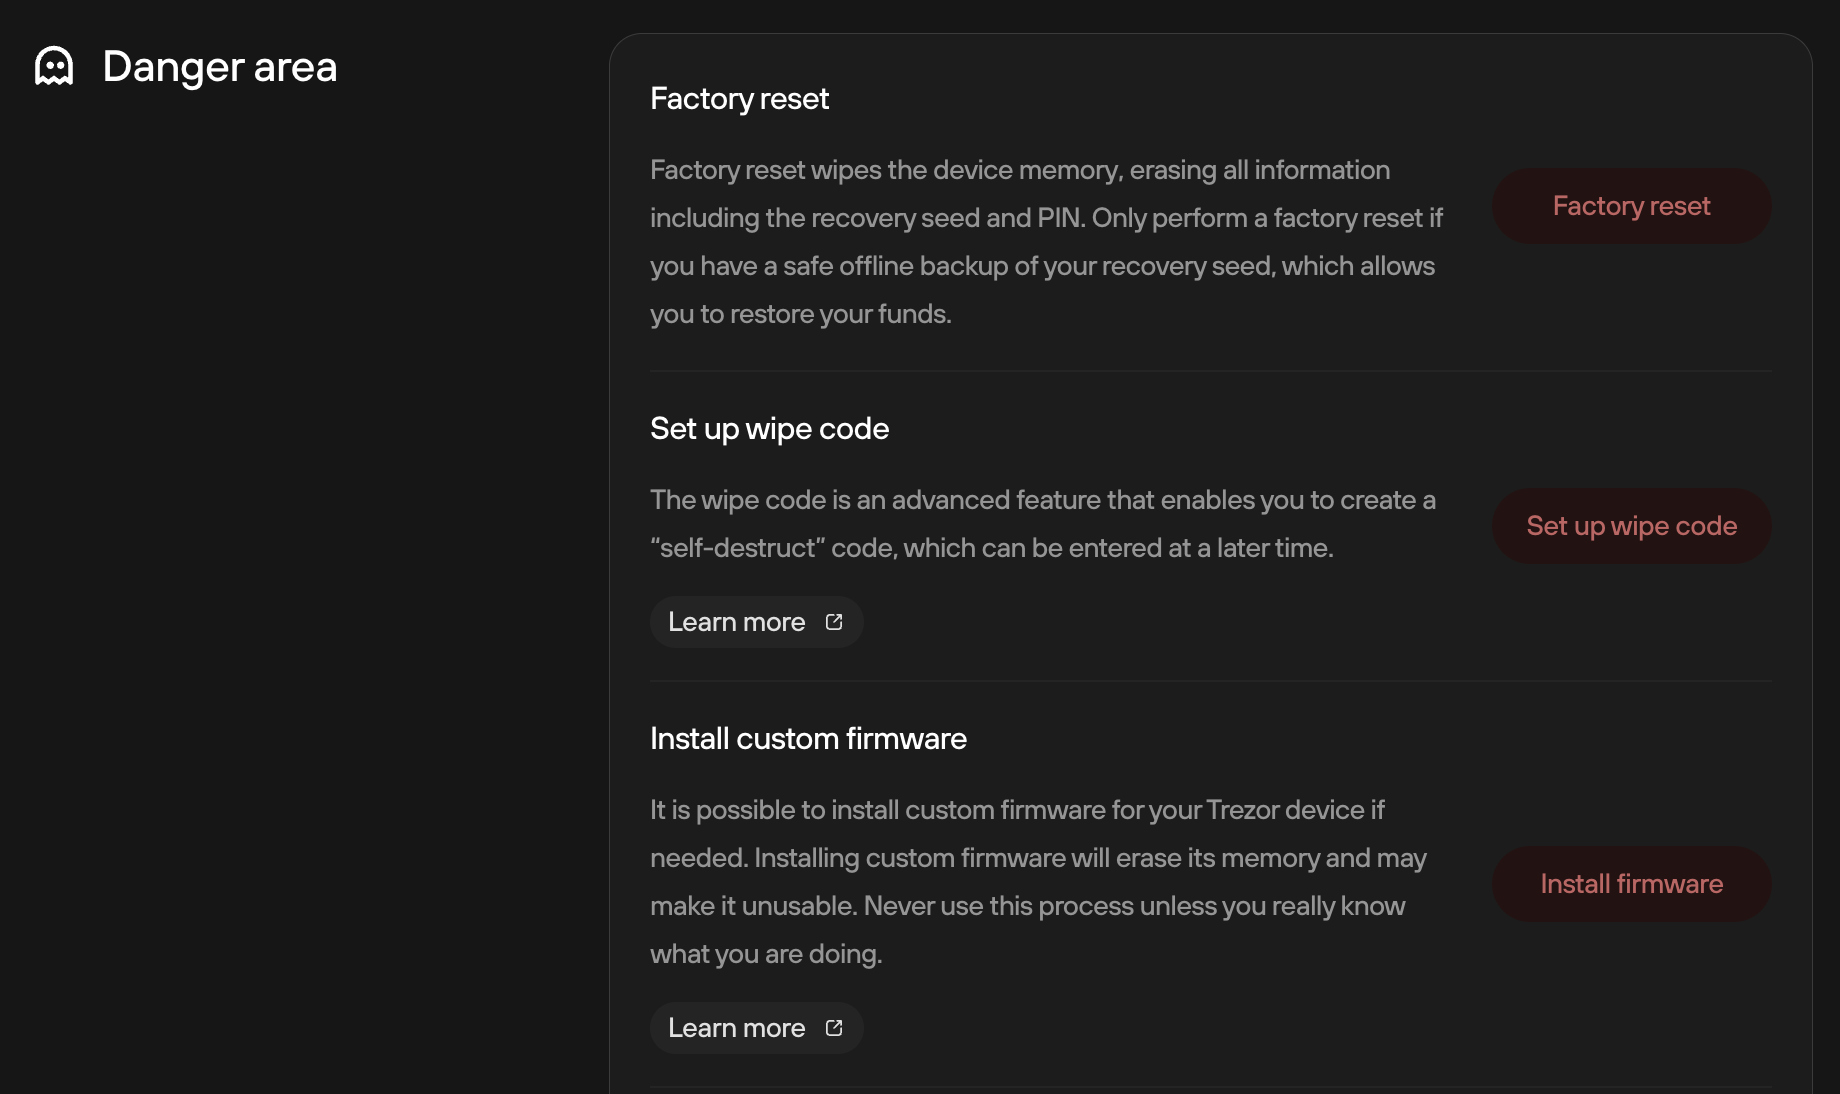 Danger area
Factory reset
Factory reset wipes the device memory, erasing all information
including the recovery seed and PIN. Only perform a factory reset if
you have a safe offline backup of your recovery seed, which allows
you to restore your funds.
Factory reset
Set up wipe code
The wipe code is an advanced feature that enables you to create a
“self-destruct” code, which can be entered at a later time.
Set up wipe code
Learn more
Install custom firmware
It is possible to install custom firmware for your Trezor device if
needed. Installing custom firmware will erase its memory and may
make it unusable. Never use this process unless you really know
what you are doing.
Install firmware
Learn more